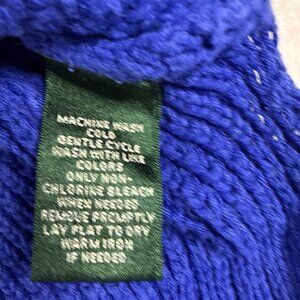 MACHINE WASH
COLD
GENTLE CYCLE
WASH WITH LIKE
COLORS
ONLY NON-
CHLORINE BLEACH
WHEN NEEDED
REMOVE PROMPTLY
LAY FLAT TO DRY
WARM IRON
IF NEEDED